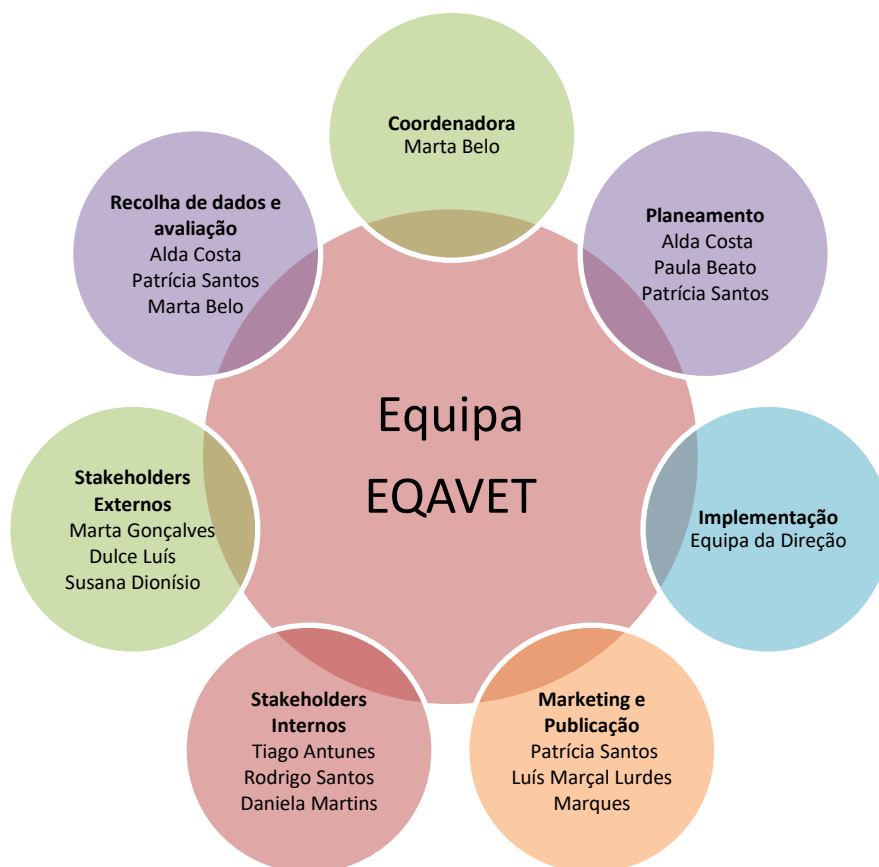 Coordenadora
Marta Belo
Planeamento
Alda Costa
Paula Beato
Patrícia Santos
Implementação
Equipa da Direção
Marketing e
Publicação
Patrícia Santos
Luís Marçal Lurdes
Marques
Stakeholders
Internos
Tiago Antunes
Rodrigo Santos
Daniela Martins
Stakeholders
Externos
Marta Gonçalves
Dulce Luís
Susana Dionísio
Recolha de dados e
avaliação
Alda Costa
Patrícia Santos
Marta Belo
Equipa
EQAVET